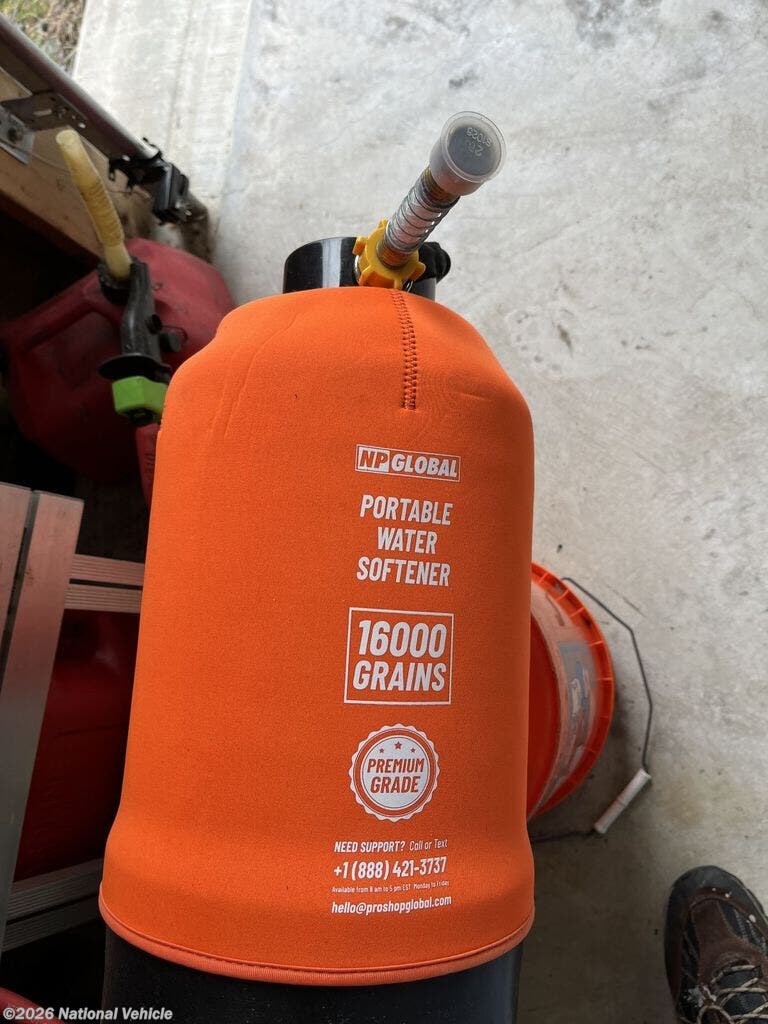 NP GLOBAL
PORTABLE
WATER
SOFTENER
16000
GRAINS
PREMIUM
GRADE
NEED SUPPORT? Call or Text
+1 (888) 421-3737
Available from 8 am to 5 pm EST Monday to Friday
hello@proshopglobal.com
©2026 National Vehicle